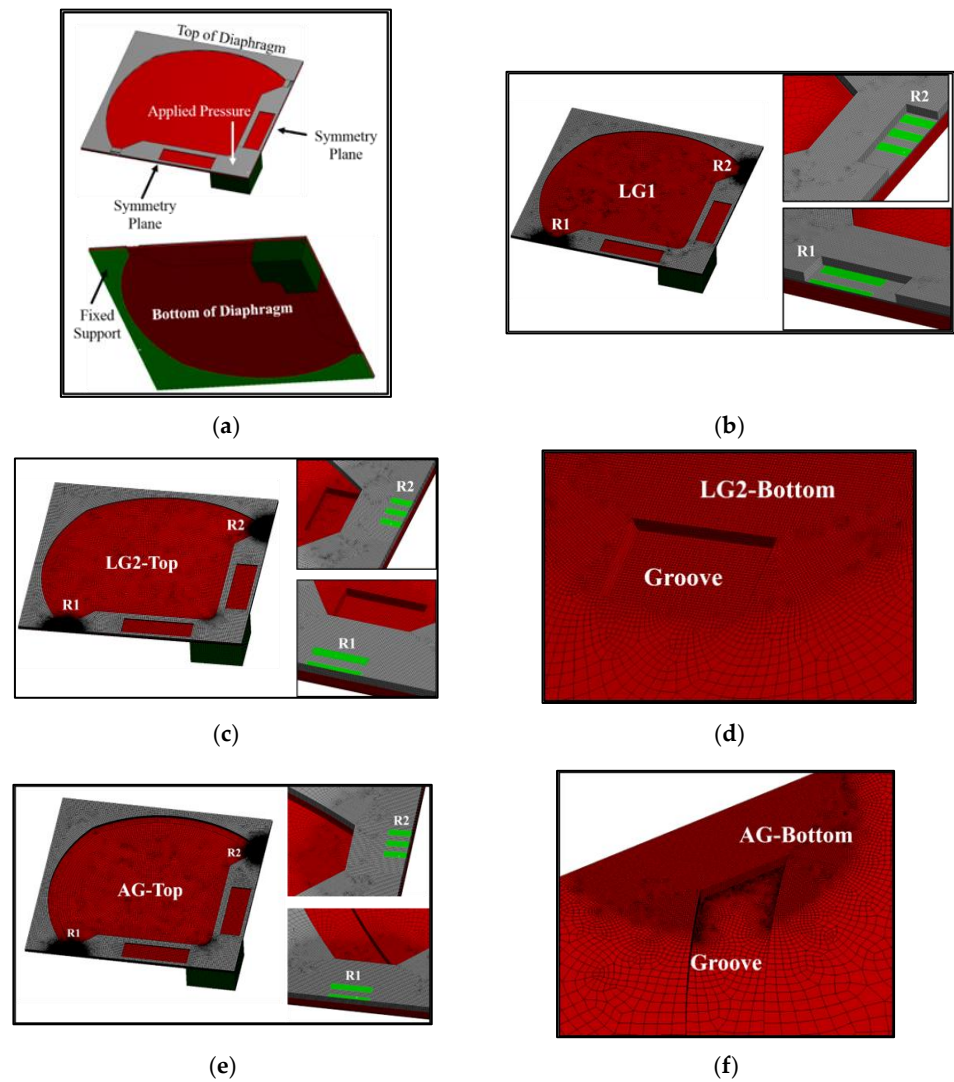 Top of Diaphragm
Applied Pressure
Symmetry
Plane
Symmetry
Plane
Fixed
Support
Bottom of Diaphragm
(a)
R2
R2
LG1
R1
R1
(b)
R2
R2
LG2-Top
R1
R1
(c)
LG2-Bottom
Groove
(d)
R2
R2
AG-Top
R1
R1
(e)
AG-Bottom
Groove
(f)